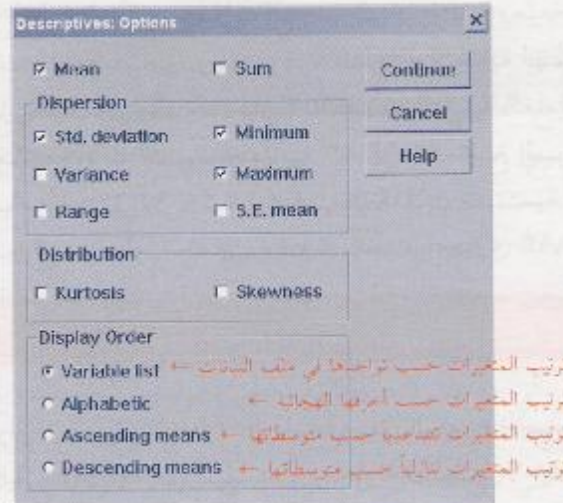 Descriptives: Options
Mean Sum Continue
Dispersion Cancel
Std. deviation Minimum
Variance Maximum Help
Range S.E. mean
Distribution
Kurtosis Skewness
Display Order
Variable list ← ترتيب المتغيرات حسب تواجدها في ملف البيانات
Alphabetic ← ترتيب المتغيرات حسب أحرفها الهجائية
Ascending means ← ترتيب المتغيرات تصاعدياً حسب متوسطاتها
Descending means ← ترتيب المتغيرات تنازلياً حسب متوسطاتها